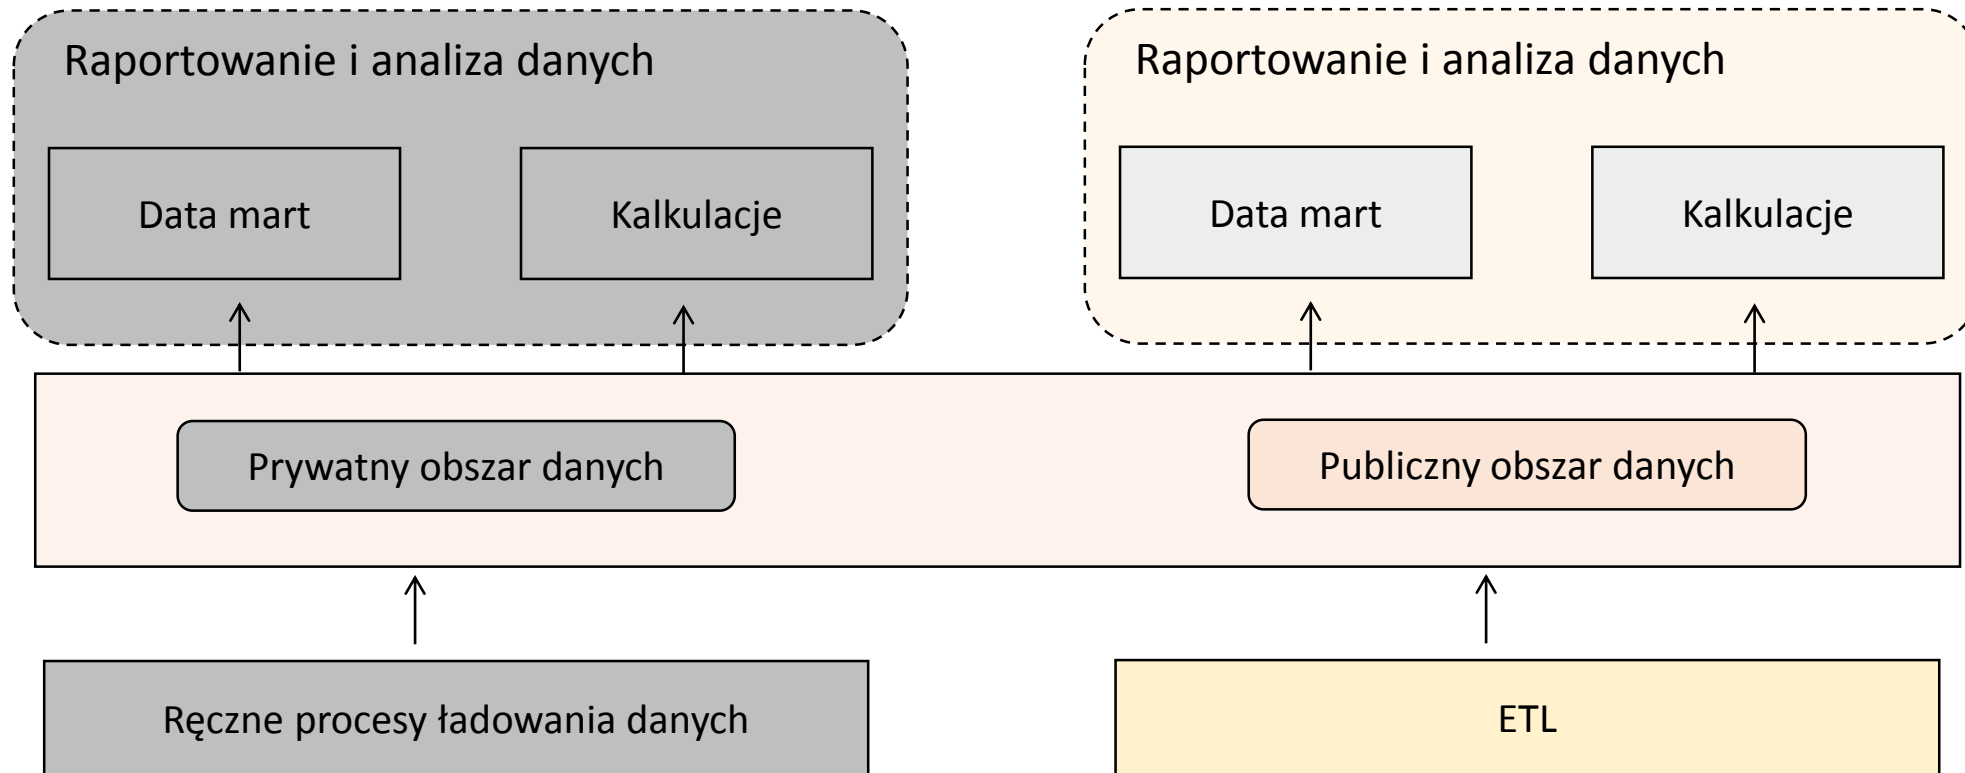 Raportowanie i analiza danych
Raportowanie i analiza danych
Data mart
Kalkulacje
Data mart
Kalkulacje
Prywatny obszar danych
Publiczny obszar danych
Ręczne procesy ładowania danych
ETL